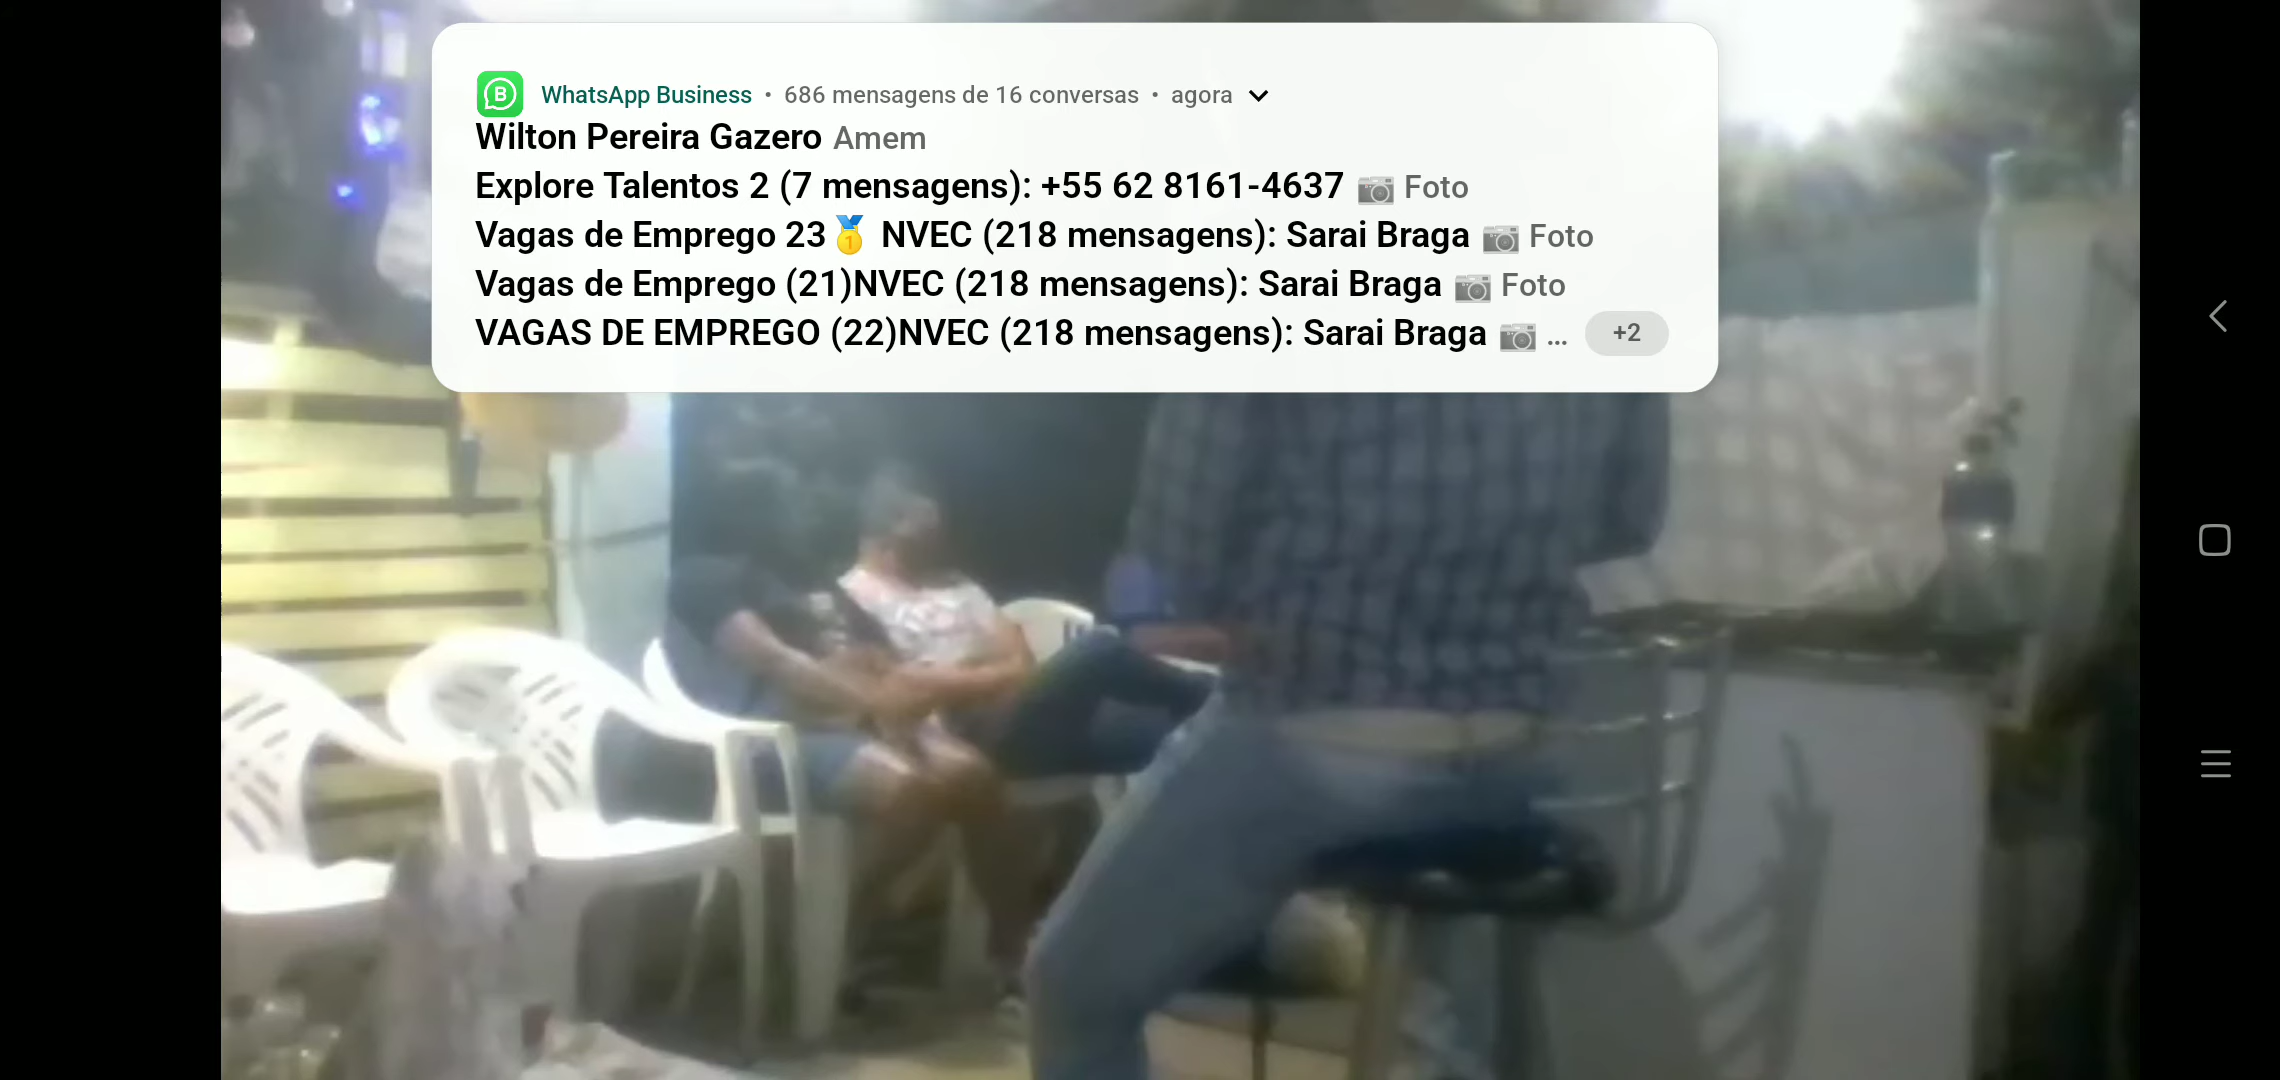 WhatsApp Business • 686 mensagens de 16 conversas • agora
Wilton Pereira Gazero Amem
Explore Talentos 2 (7 mensagens): +55 62 8161-4637 📷 Foto
Vagas de Emprego 23🥇 NVEC (218 mensagens): Sarai Braga 📷 Foto
Vagas de Emprego (21)NVEC (218 mensagens): Sarai Braga 📷 Foto
VAGAS DE EMPREGO (22)NVEC (218 mensagens): Sarai Braga 📷 ... +2